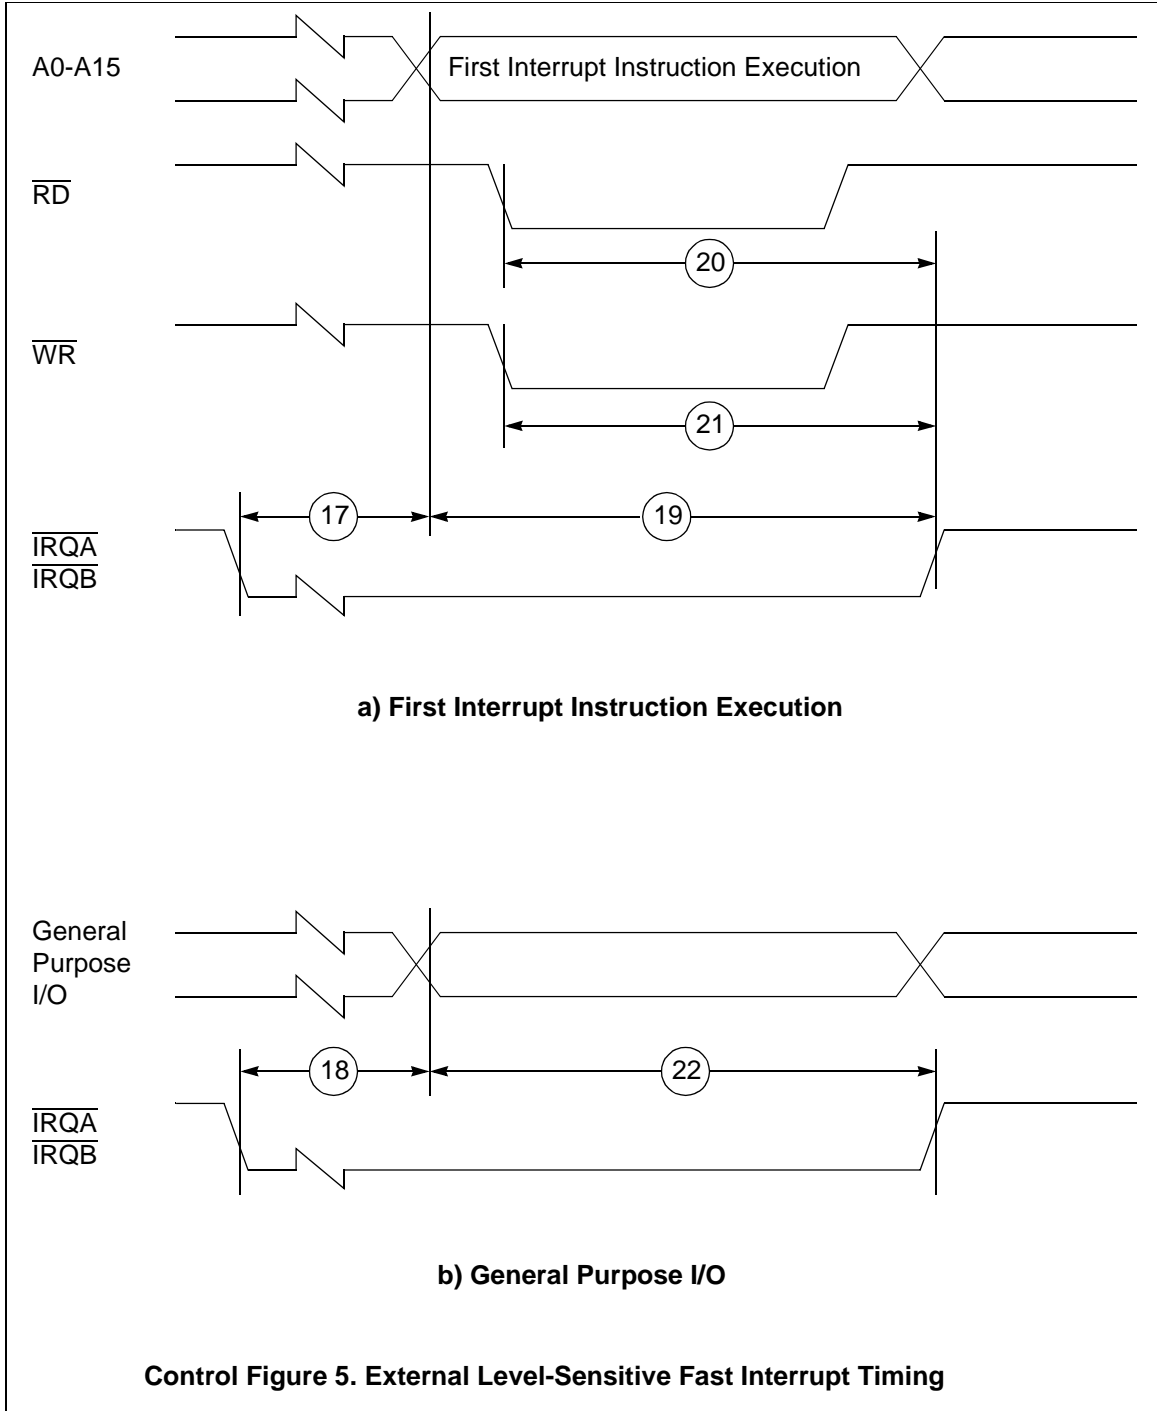 A0-A15
First Interrupt Instruction Execution
RD
20
WR
21
17
19
IRQA
IRQB
a) First Interrupt Instruction Execution
General
Purpose
I/O
18
22
IRQA
IRQB
b) General Purpose I/O
Control Figure 5. External Level-Sensitive Fast Interrupt Timing